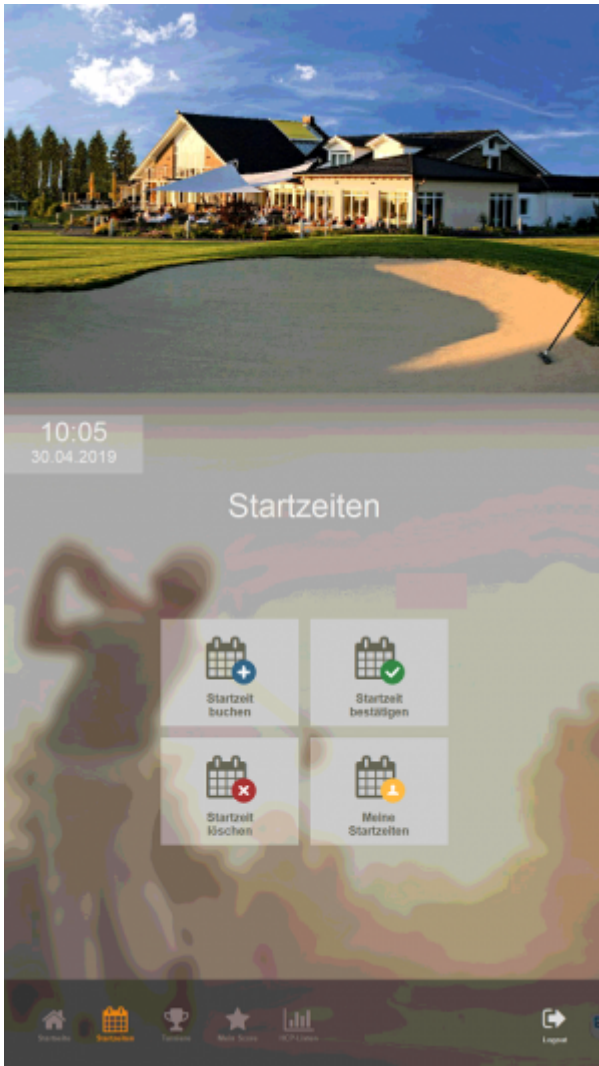 10:05
30.04.2019
Startzeiten
Startzeit
buchen
Startzeit
bestätigen
Startzeit
löschen
Meine
Startzeiten
Startseite
Startzeiten
Turniere
Mein Score
HCP-Listen
Logout